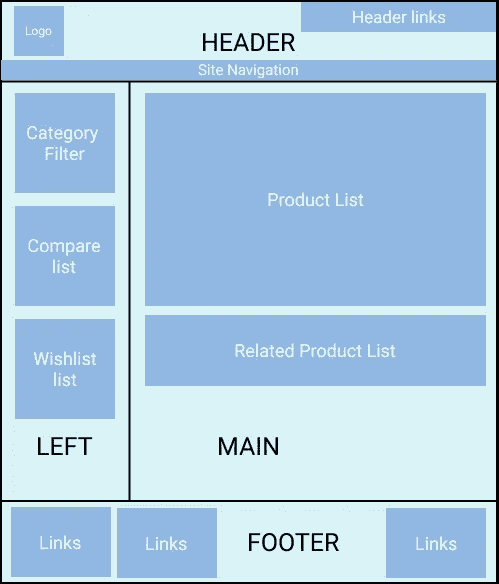 Logo
Header links
HEADER
Site Navigation
Category
Filter
Compare
list
Wishlist
list
LEFT
Product List
Related Product List
MAIN
Links
Links
FOOTER
Links